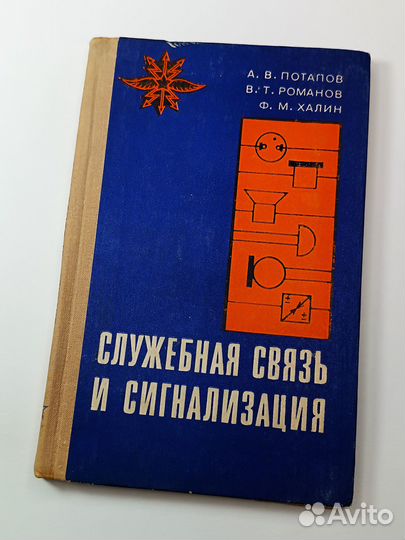 А. В. ПОТАПОВ
В. Т. РОМАНОВ
Ф. М. ХАЛИН
СЛУЖЕБНАЯ СВЯЗЬ
И СИГНАЛИЗАЦИЯ
Avito